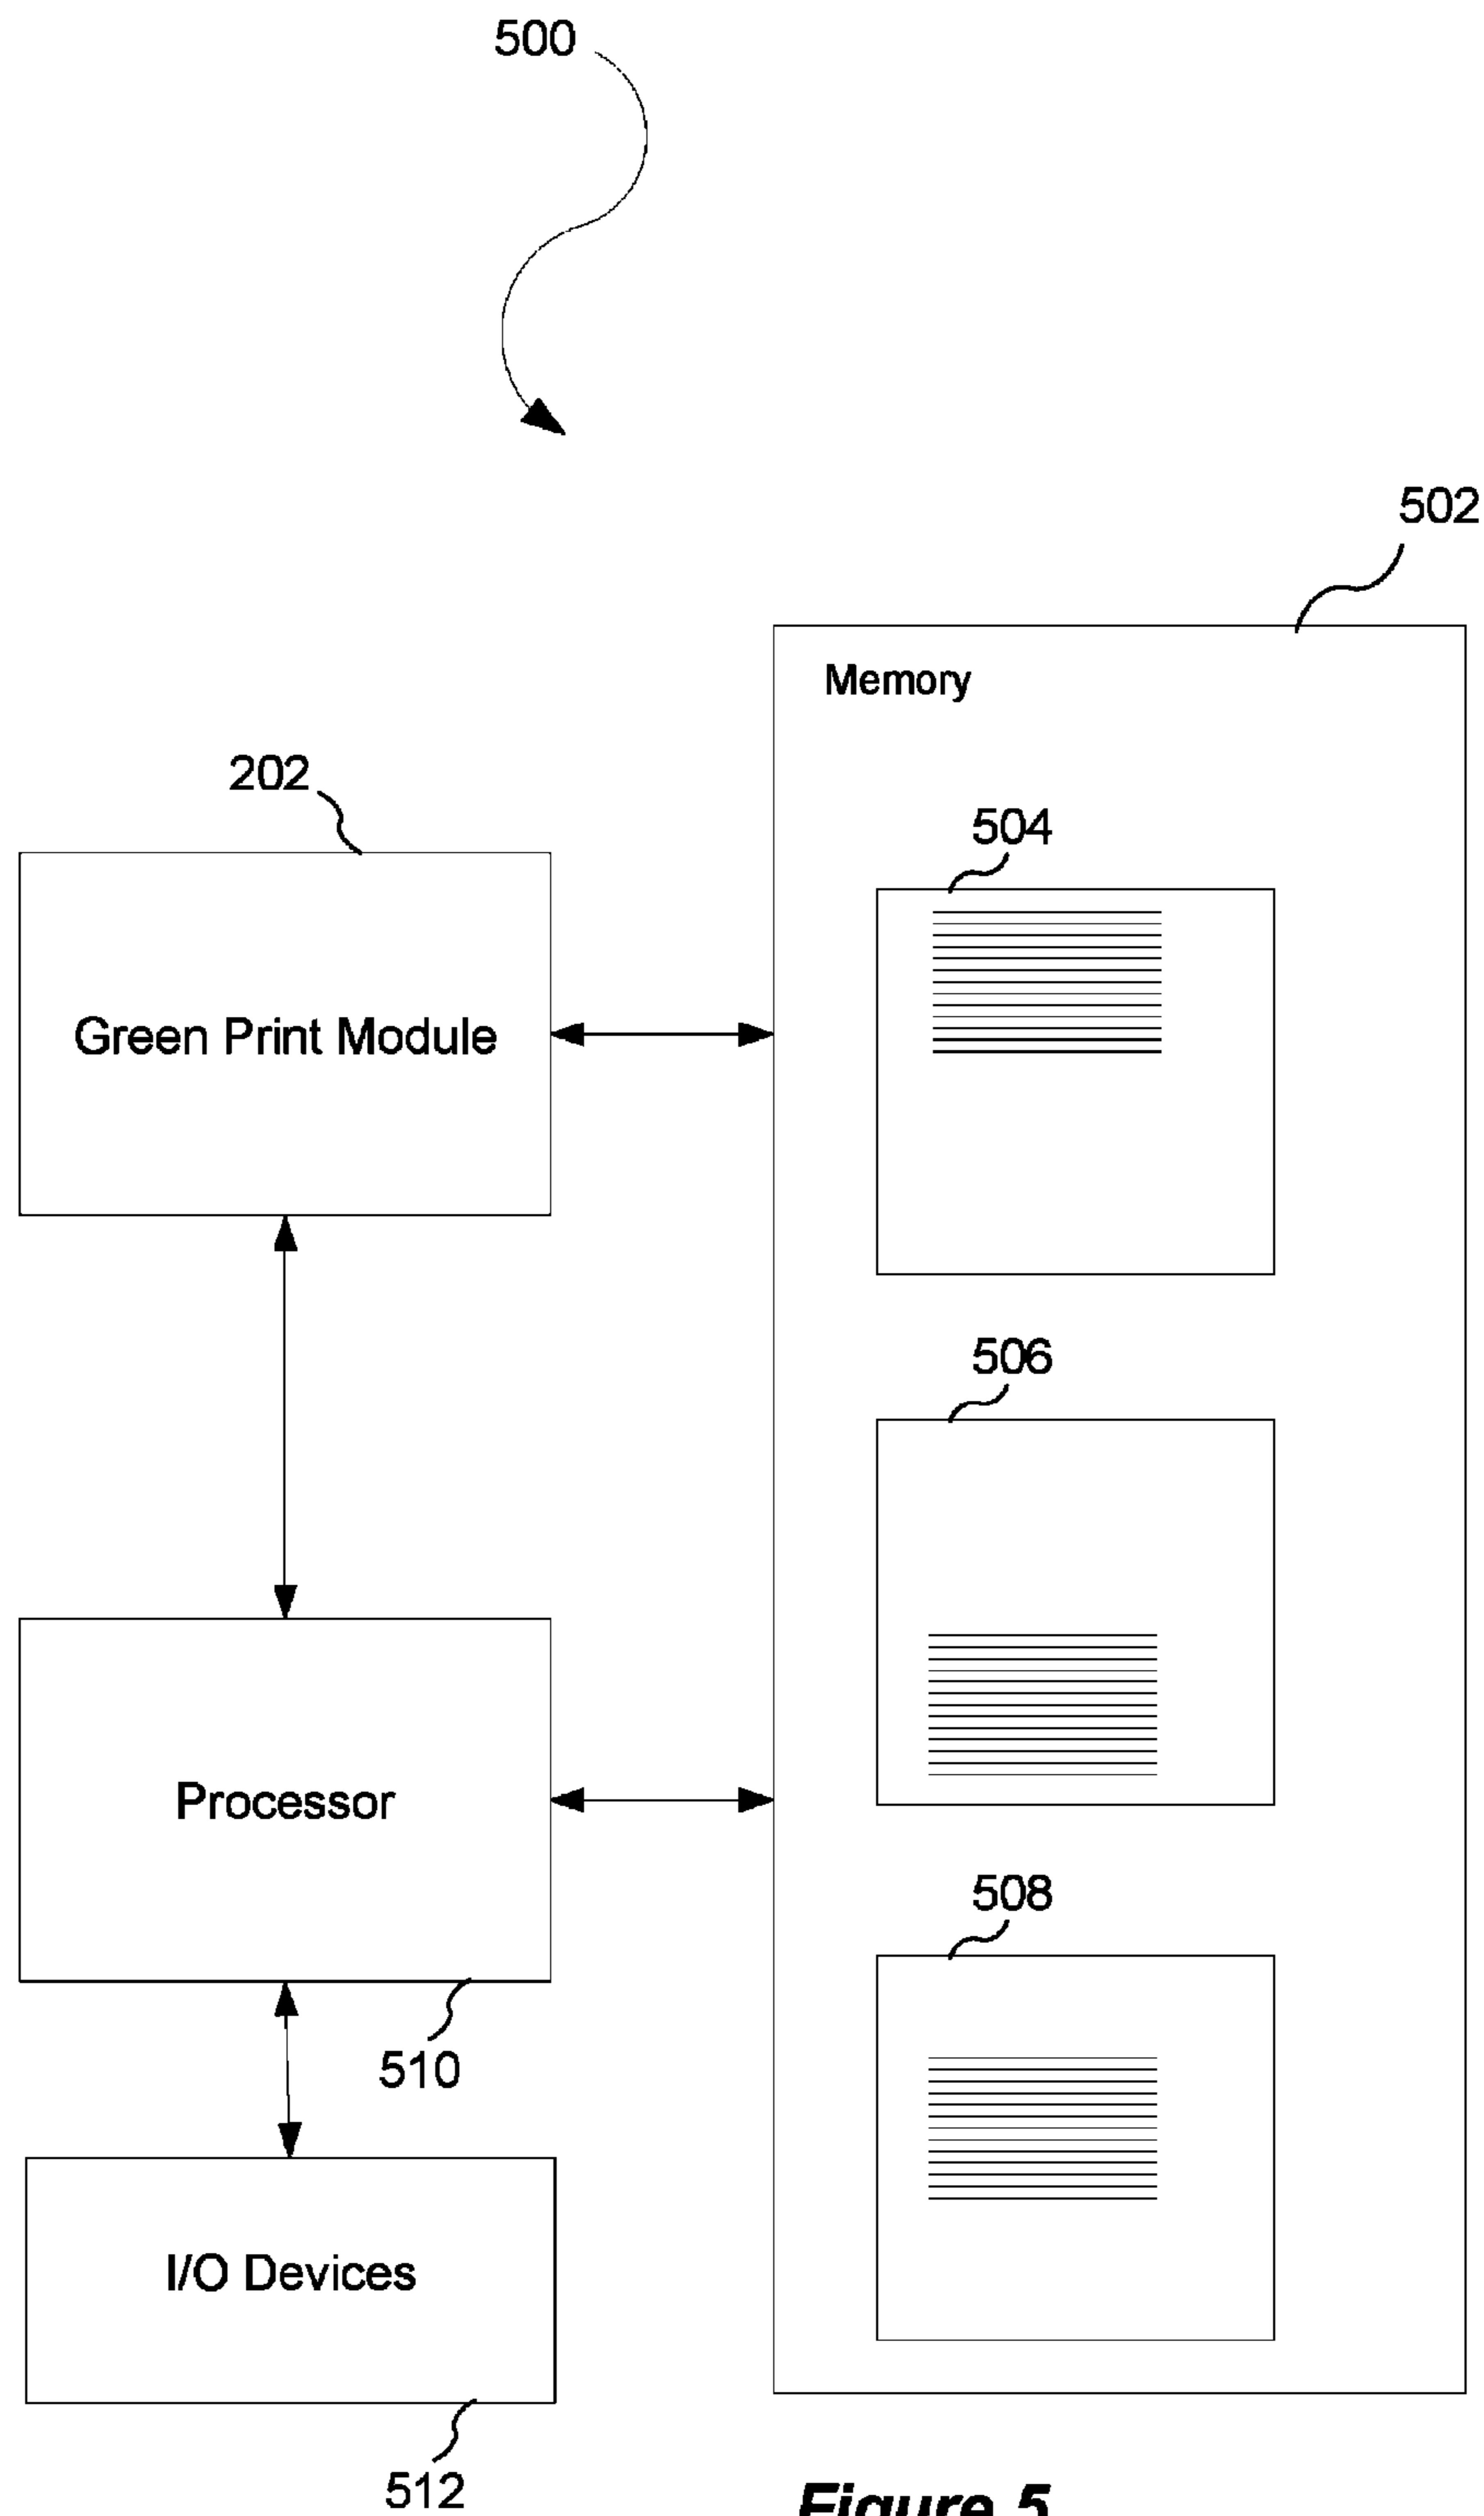 500
502
Memory
202
504
Green Print Module
506
Processor
508
510
I/O Devices
512
Figure 5